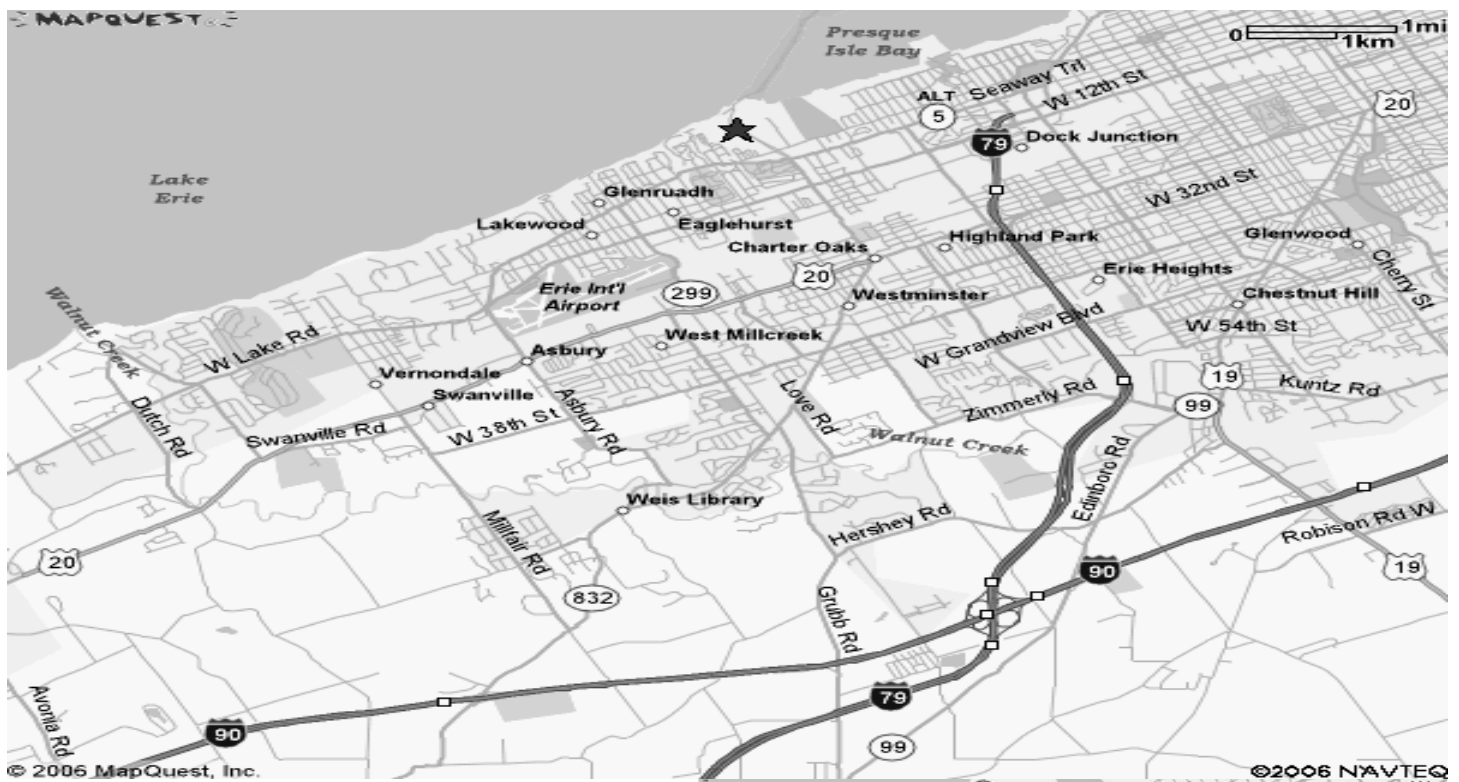 MAPQUEST
Presque
Isle Bay
0
1mi
1km
Seaway Trl
ALT
5
W 12th St
20
79
Dock Junction
Lake
Erie
W 32nd St
Glenruadh
Lakewood
Eaglehurst
Charter Oaks
Highland Park
Glenwood
Erie Heights
Cherry St
20
Erie Int'l
Airport
299
Westminster
Chestnut Hill
Walnut Creek
W Lake Rd
West Millcreek
W Grandview Blvd
W 54th St
Asbury
Vernondale
Swanville
19
Kuntz Rd
Zimmerly Rd
99
Love Rd
Asbury Rd
W 38th St
Dutch Rd
Swanville Rd
Walnut Creek
Edinboro Rd
Weis Library
Millfair Rd
Hershey Rd
Robison Rd W
20
90
19
832
Grubb Rd
79
Avonia Rd
90
99
© 2006 MapQuest, Inc.
©2006 NAVTEQ